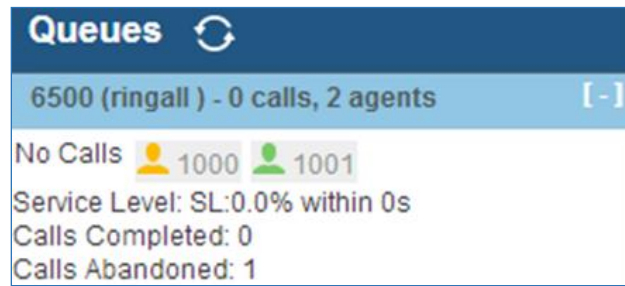 Queues
6500 (ringall ) - 0 calls, 2 agents [ - ]
No Calls 1000 1001
Service Level: SL:0.0% within 0s
Calls Completed: 0
Calls Abandoned: 1